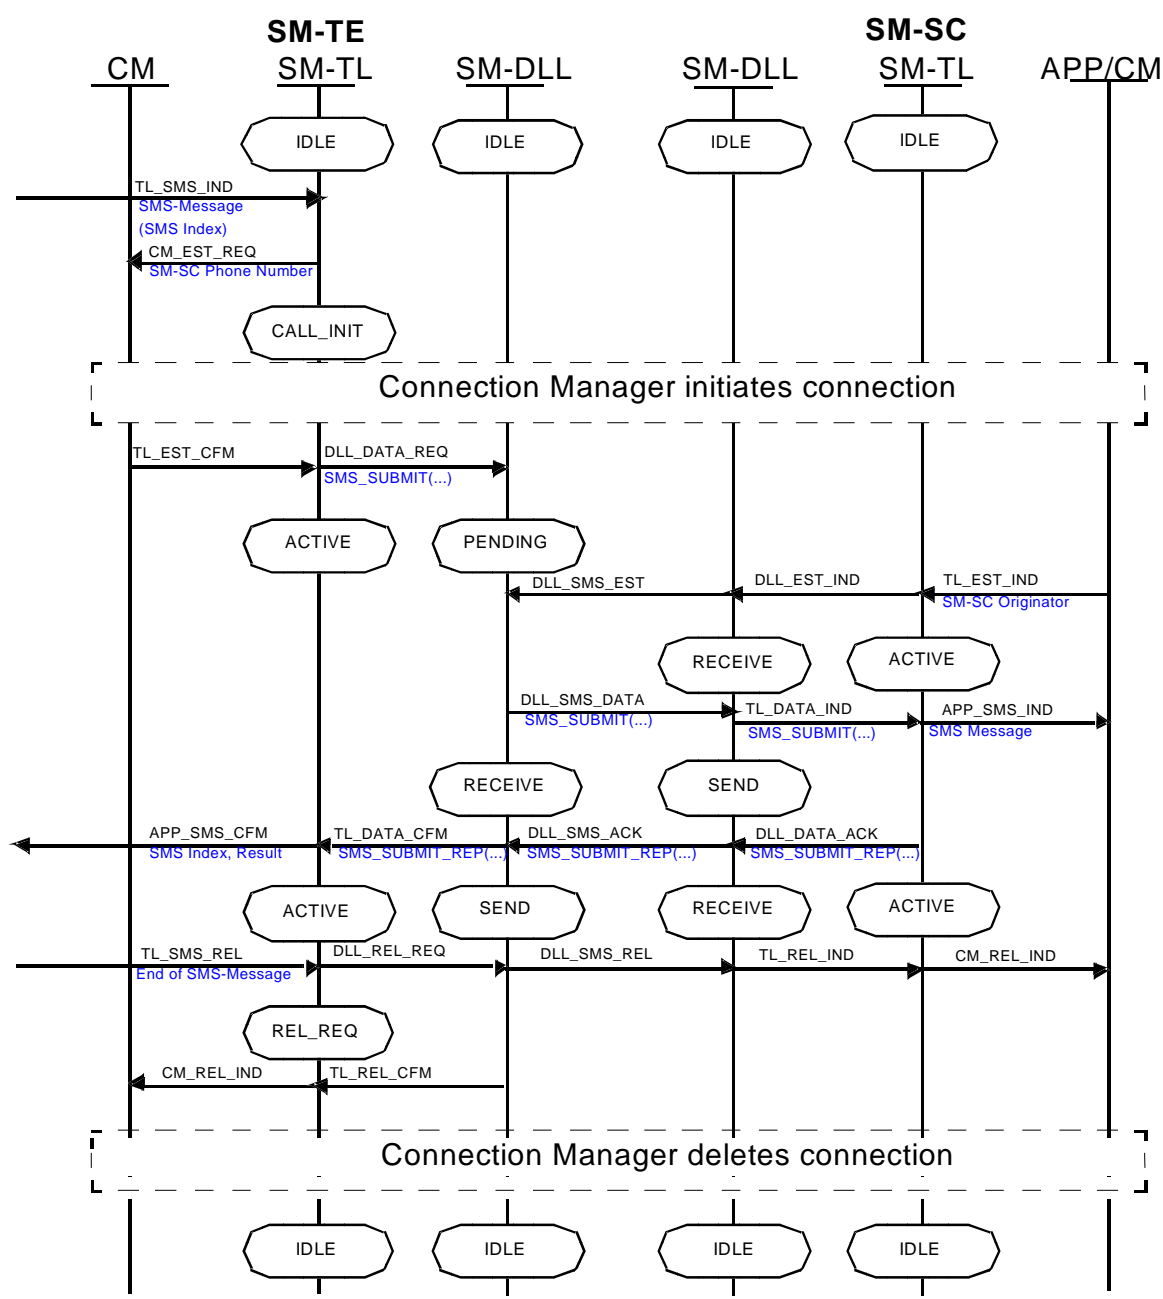 SM-TE SM-SC
CM SM-TL SM-DLL SM-DLL SM-TL APP/CM
IDLE IDLE IDLE IDLE
TL_SMS_IND
SMS-Message
(SMS Index)
CM_EST_REQ
SM-SC Phone Number
CALL_INIT
Connection Manager initiates connection
TL_EST_CFM DLL_DATA_REQ
SMS_SUBMIT(...)
ACTIVE PENDING
DLL_SMS_EST DLL_EST_IND TL_EST_IND
SM-SC Originator
RECEIVE ACTIVE
DLL_SMS_DATA TL_DATA_IND APP_SMS_IND
SMS_SUBMIT(...) SMS_SUBMIT(...) SMS Message
RECEIVE SEND
APP_SMS_CFM TL_DATA_CFM DLL_SMS_ACK DLL_DATA_ACK
SMS Index, Result SMS_SUBMIT_REP(...) SMS_SUBMIT_REP(...) SMS_SUBMIT_REP(...)
ACTIVE SEND RECEIVE ACTIVE
TL_SMS_REL DLL_REL_REQ DLL_SMS_REL TL_REL_IND CM_REL_IND
End of SMS-Message
REL_REQ
CM_REL_IND TL_REL_CFM
Connection Manager deletes connection
IDLE IDLE IDLE IDLE